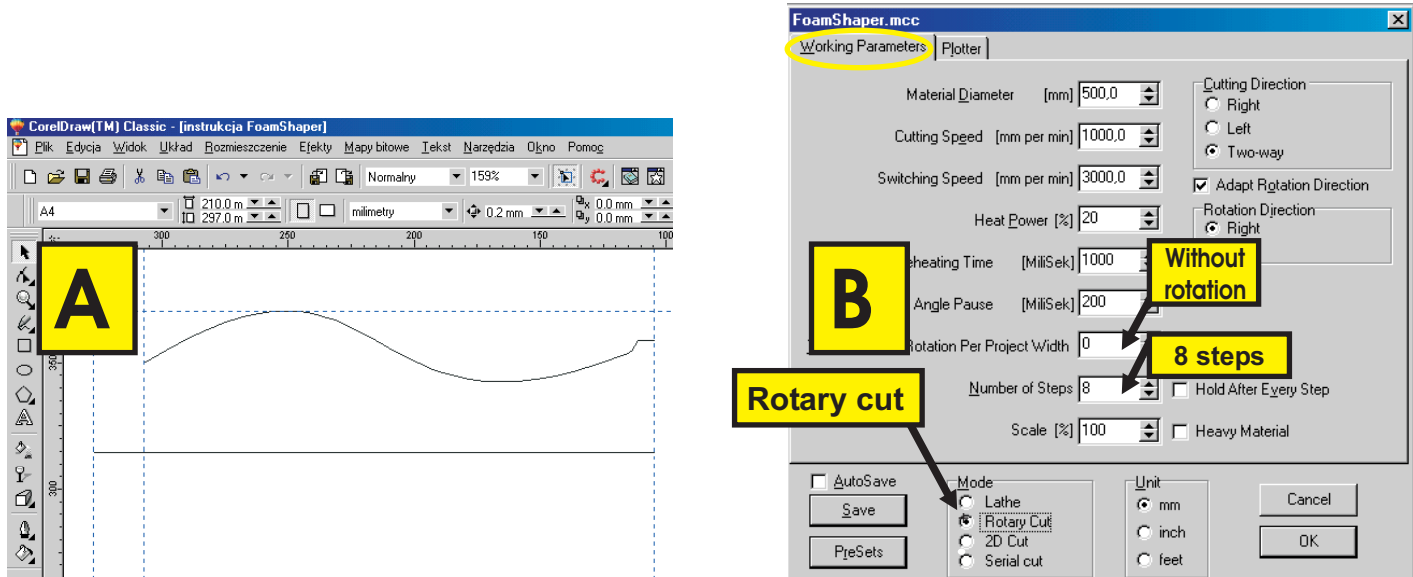 CorelDraw(TM) Classic - [instrukcja FoamShaper]
Plik Edycja Widok Układ Rozmieszczenie Efekty Mapy bitowe Tekst Narzędzia Okno Pomoc
Normalny 159%
A4 210.0 m 297.0 m milimetry 0.2 mm x 0.0 mm y 0.0 mm
300 250 200 150 100
A
350
300
FoamShaper.mcc
Working Parameters Plotter
Material Diameter [mm] 500,0
Cutting Speed [mm per min] 1000,0
Switching Speed [mm per min] 3000,0
Heat Power [%] 20
eheating Time [MiliSek] 1000
Angle Pause [MiliSek] 200
Rotation Per Project Width 0
Number of Steps 8
Hold After Every Step
Scale [%] 100
Heavy Material
Cutting Direction
Right
Left
Two-way
Adapt Rotation Direction
Rotation Direction
Right
B
Without
rotation
8 steps
Rotary cut
AutoSave
Save
PreSets
Mode
Lathe
Rotary Cut
2D Cut
Serial cut
Unit
mm
inch
feet
Cancel
OK